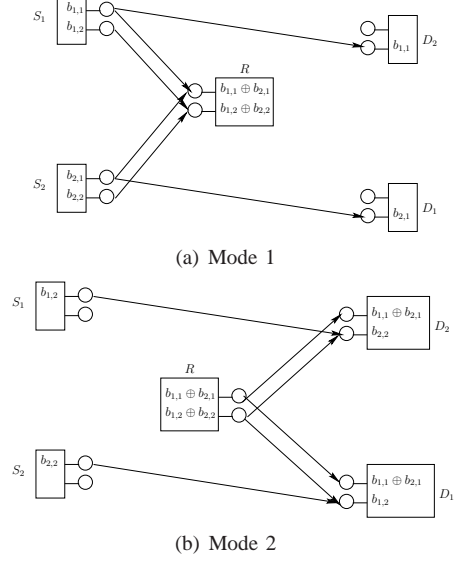 S₁ b₁,₁ b₁,₂
b₁,₁ D₂
R
b₁,₁ ⊕ b₂,₁
b₁,₂ ⊕ b₂,₂
S₂ b₂,₁ b₂,₂
b₂,₁ D₁
(a) Mode 1
S₁ b₁,₂
b₁,₁ ⊕ b₂,₁
b₂,₂
D₂
R
b₁,₁ ⊕ b₂,₁
b₁,₂ ⊕ b₂,₂
S₂ b₂,₂
b₁,₁ ⊕ b₂,₁
b₁,₂
D₁
(b) Mode 2